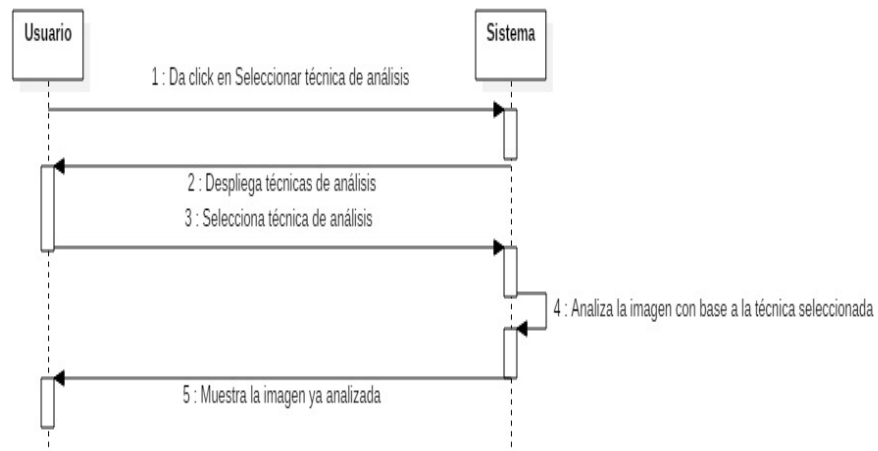 Usuario
Sistema
1 : Da click en Seleccionar técnica de análisis
2 : Despliega técnicas de análisis
3 : Selecciona técnica de análisis
4 : Analiza la imagen con base a la técnica seleccionada
5 : Muestra la imagen ya analizada